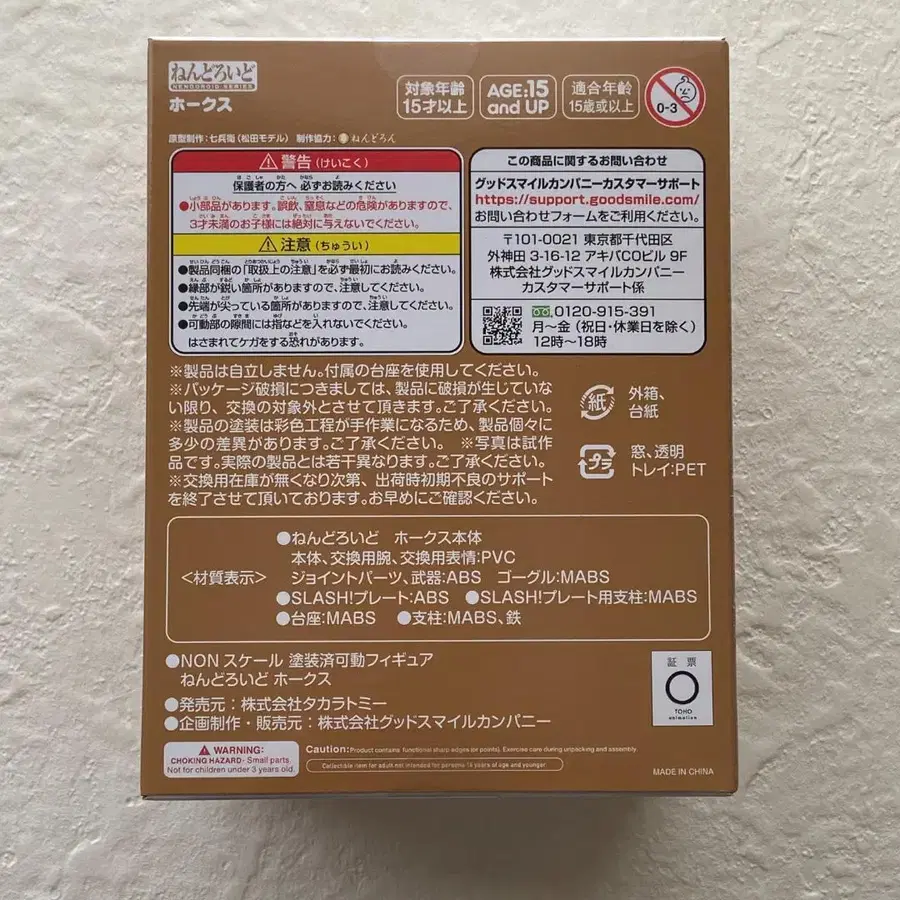 ねんどろいど
NENDOROID SERIES
ホークス
対象年齢
15才以上
AGE:15
and UP
適合年齢
15歳或以上
0-3
原型制作：七兵衛（松田モデル） 制作協力：ねんどろん
警告（けいこく）
保護者の方へ 必ずお読みください
●小部品があります。誤飲、窒息などの危険がありますので、
3才未満のお子様には絶対に与えないでください。
注意（ちゅうい）
●製品同梱の「取扱上の注意」を必ず最初にお読みください。
●縁部が鋭い箇所がありますので、注意してください。
●先端が尖っている箇所がありますので、注意してください。
●可動部の隙間には指などを入れないでください。
はさまれてケガをする恐れがあります。
この商品に関するお問い合わせ
グッドスマイルカンパニーカスタマーサポート
https://support.goodsmile.com/
お問い合わせフォームをご利用ください。
〒101-0021 東京都千代田区
外神田 3-16-12 アキバCOビル 9F
株式会社グッドスマイルカンパニー
カスタマーサポート係
0120-915-391
月〜金（祝日・休業日を除く）
12時〜18時
※製品は自立しません。付属の台座を使用してください。
※パッケージ破損につきましては、製品に破損が生じていな
い限り、交換の対象外とさせて頂きます。ご了承ください。
※製品の塗装は彩色工程が手作業になるため、製品個々に
多少の差異があります。ご了承ください。 ※写真は試作
品です。実際の製品とは若干異なります。ご了承ください。
※交換用在庫が無くなり次第、出荷時初期不良のサポート
を終了させて頂いております。お早めにご確認ください。
紙
外箱、
台紙
プラ
窓、透明
トレイ:PET
＜材質表示＞
●ねんどろいど ホークス本体
本体、交換用腕、交換用表情:PVC
ジョイントパーツ、武器:ABS ゴーグル:MABS
●SLASH!プレート:ABS ●SLASH!プレート用支柱:MABS
●台座:MABS ●支柱:MABS、鉄
●NONスケール 塗装済可動フィギュア
ねんどろいど ホークス
●発売元：株式会社タカラトミー
●企画制作・販売元：株式会社グッドスマイルカンパニー
証票
TOHO
animation
WARNING:
CHOKING HAZARD- Small parts.
Not for children under 3 years old.
Caution:Product contains functional sharp edges (or points). Exercise care during unpacking and assembly.
Collectible item for adult not intended for persons 14 years of age and younger
MADE IN CHINA